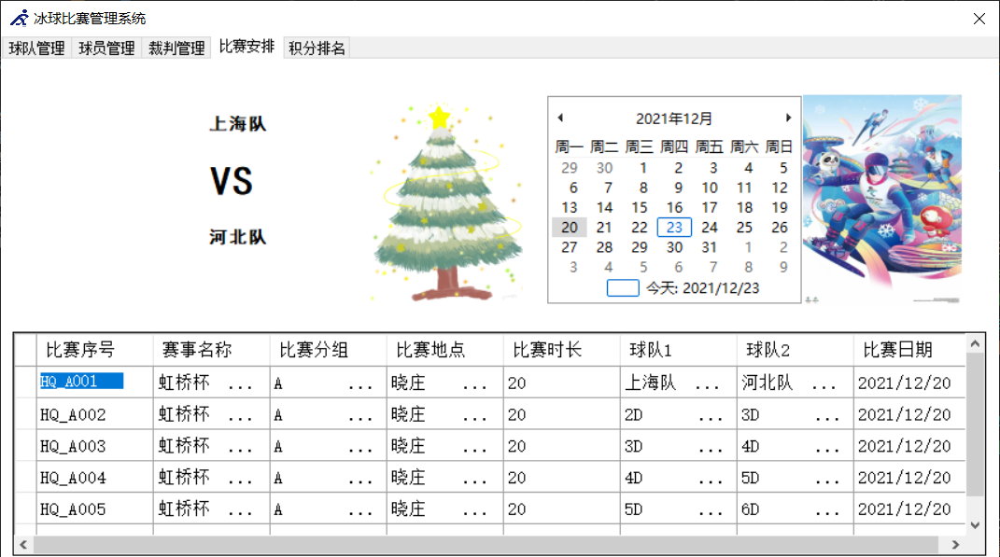 冰球比赛管理系统
球队管理 球员管理 裁判管理 比赛安排 积分排名
上海队
VS
河北队
2021年12月
周一 周二 周三 周四 周五 周六 周日
29 30 1 2 3 4 5
6 7 8 9 10 11 12
13 14 15 16 17 18 19
20 21 22 23 24 25 26
27 28 29 30 31 1 2
3 4 5 6 7 8 9
今天: 2021/12/23
比赛序号 赛事名称 比赛分组 比赛地点 比赛时长 球队1 球队2 比赛日期
HQ_A001 虹桥杯 ... A ... 晓庄 ... 20 上海队 ... 河北队 ... 2021/12/20
HQ_A002 虹桥杯 ... A ... 晓庄 ... 20 2D ... 3D ... 2021/12/20
HQ_A003 虹桥杯 ... A ... 晓庄 ... 20 3D ... 4D ... 2021/12/20
HQ_A004 虹桥杯 ... A ... 晓庄 ... 20 4D ... 5D ... 2021/12/20
HQ_A005 虹桥杯 ... A ... 晓庄 ... 20 5D ... 6D ... 2021/12/20